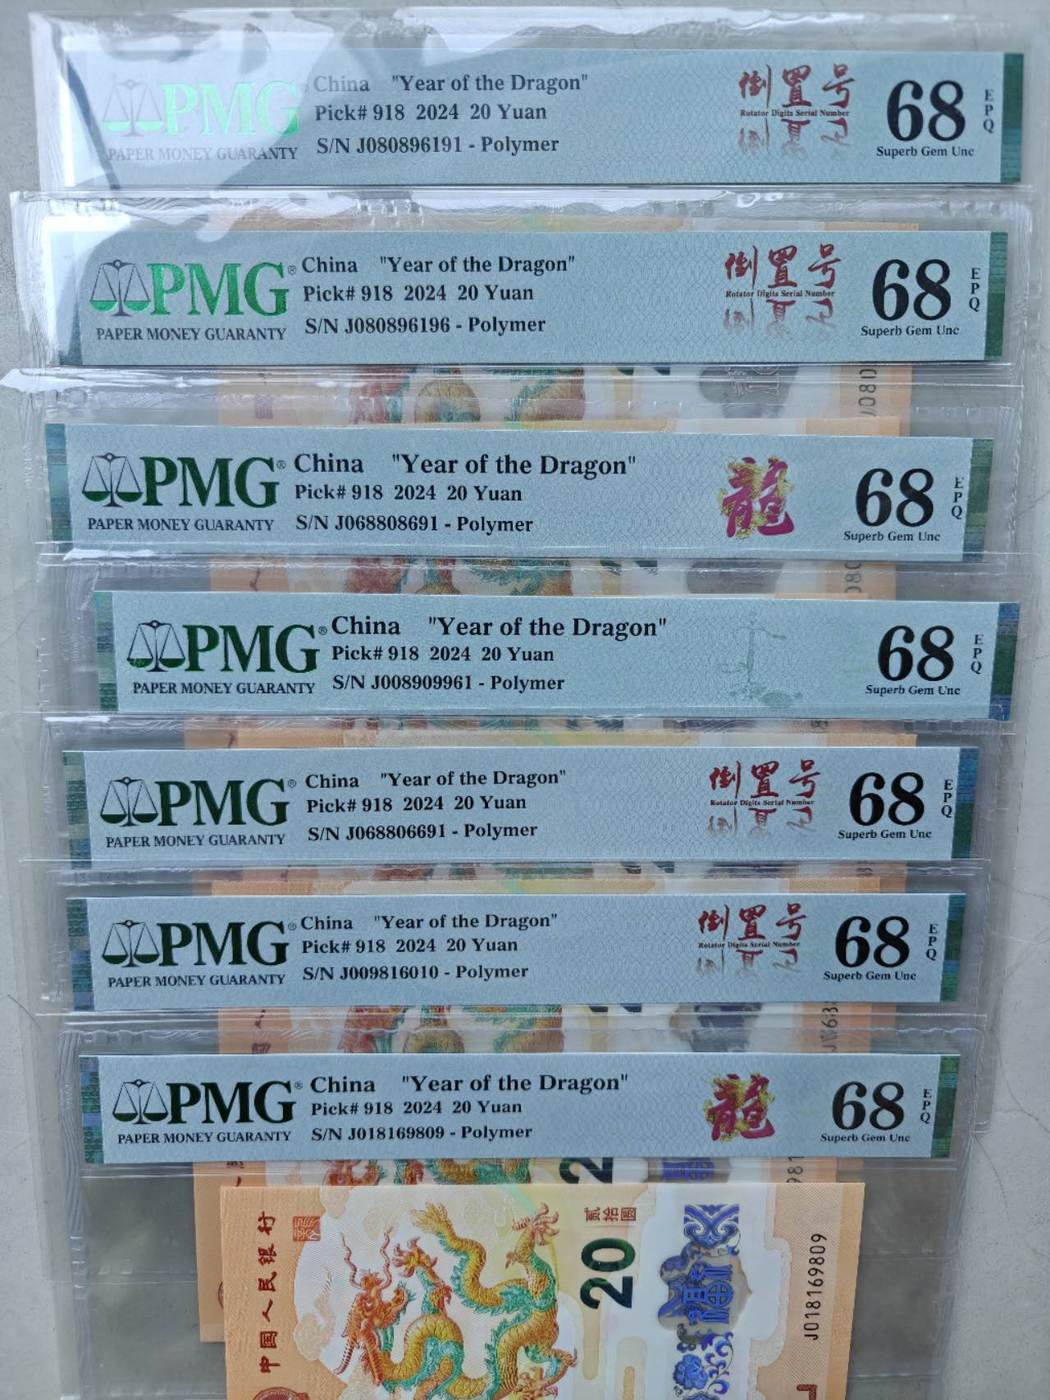 PMG
PAPER MONEY GUARANTY
China "Year of the Dragon"
Pick# 918 2024 20 Yuan
S/N J080896191 - Polymer
倒置号
Rotator Digits Serial Number
68
EPQ
Superb Gem Unc
PMG®
PAPER MONEY GUARANTY
China "Year of the Dragon"
Pick# 918 2024 20 Yuan
S/N J080896196 - Polymer
倒置号
Rotator Digits Serial Number
68
EPQ
Superb Gem Unc
PMG®
PAPER MONEY GUARANTY
China "Year of the Dragon"
Pick# 918 2024 20 Yuan
S/N J068808691 - Polymer
龍
68
EPQ
Superb Gem Unc
PMG®
PAPER MONEY GUARANTY
China "Year of the Dragon"
Pick# 918 2024 20 Yuan
S/N J008909961 - Polymer
68
EPQ
Superb Gem Unc
PMG®
PAPER MONEY GUARANTY
China "Year of the Dragon"
Pick# 918 2024 20 Yuan
S/N J068806691 - Polymer
倒置号
Rotator Digits Serial Number
68
EPQ
Superb Gem Unc
PMG®
PAPER MONEY GUARANTY
China "Year of the Dragon"
Pick# 918 2024 20 Yuan
S/N J009816010 - Polymer
倒置号
Rotator Digits Serial Number
68
EPQ
Superb Gem Unc
PMG®
PAPER MONEY GUARANTY
China "Year of the Dragon"
Pick# 918 2024 20 Yuan
S/N J018169809 - Polymer
龍
68
EPQ
Superb Gem Unc
中国人民银行
贰拾圆
20
福
J018169809